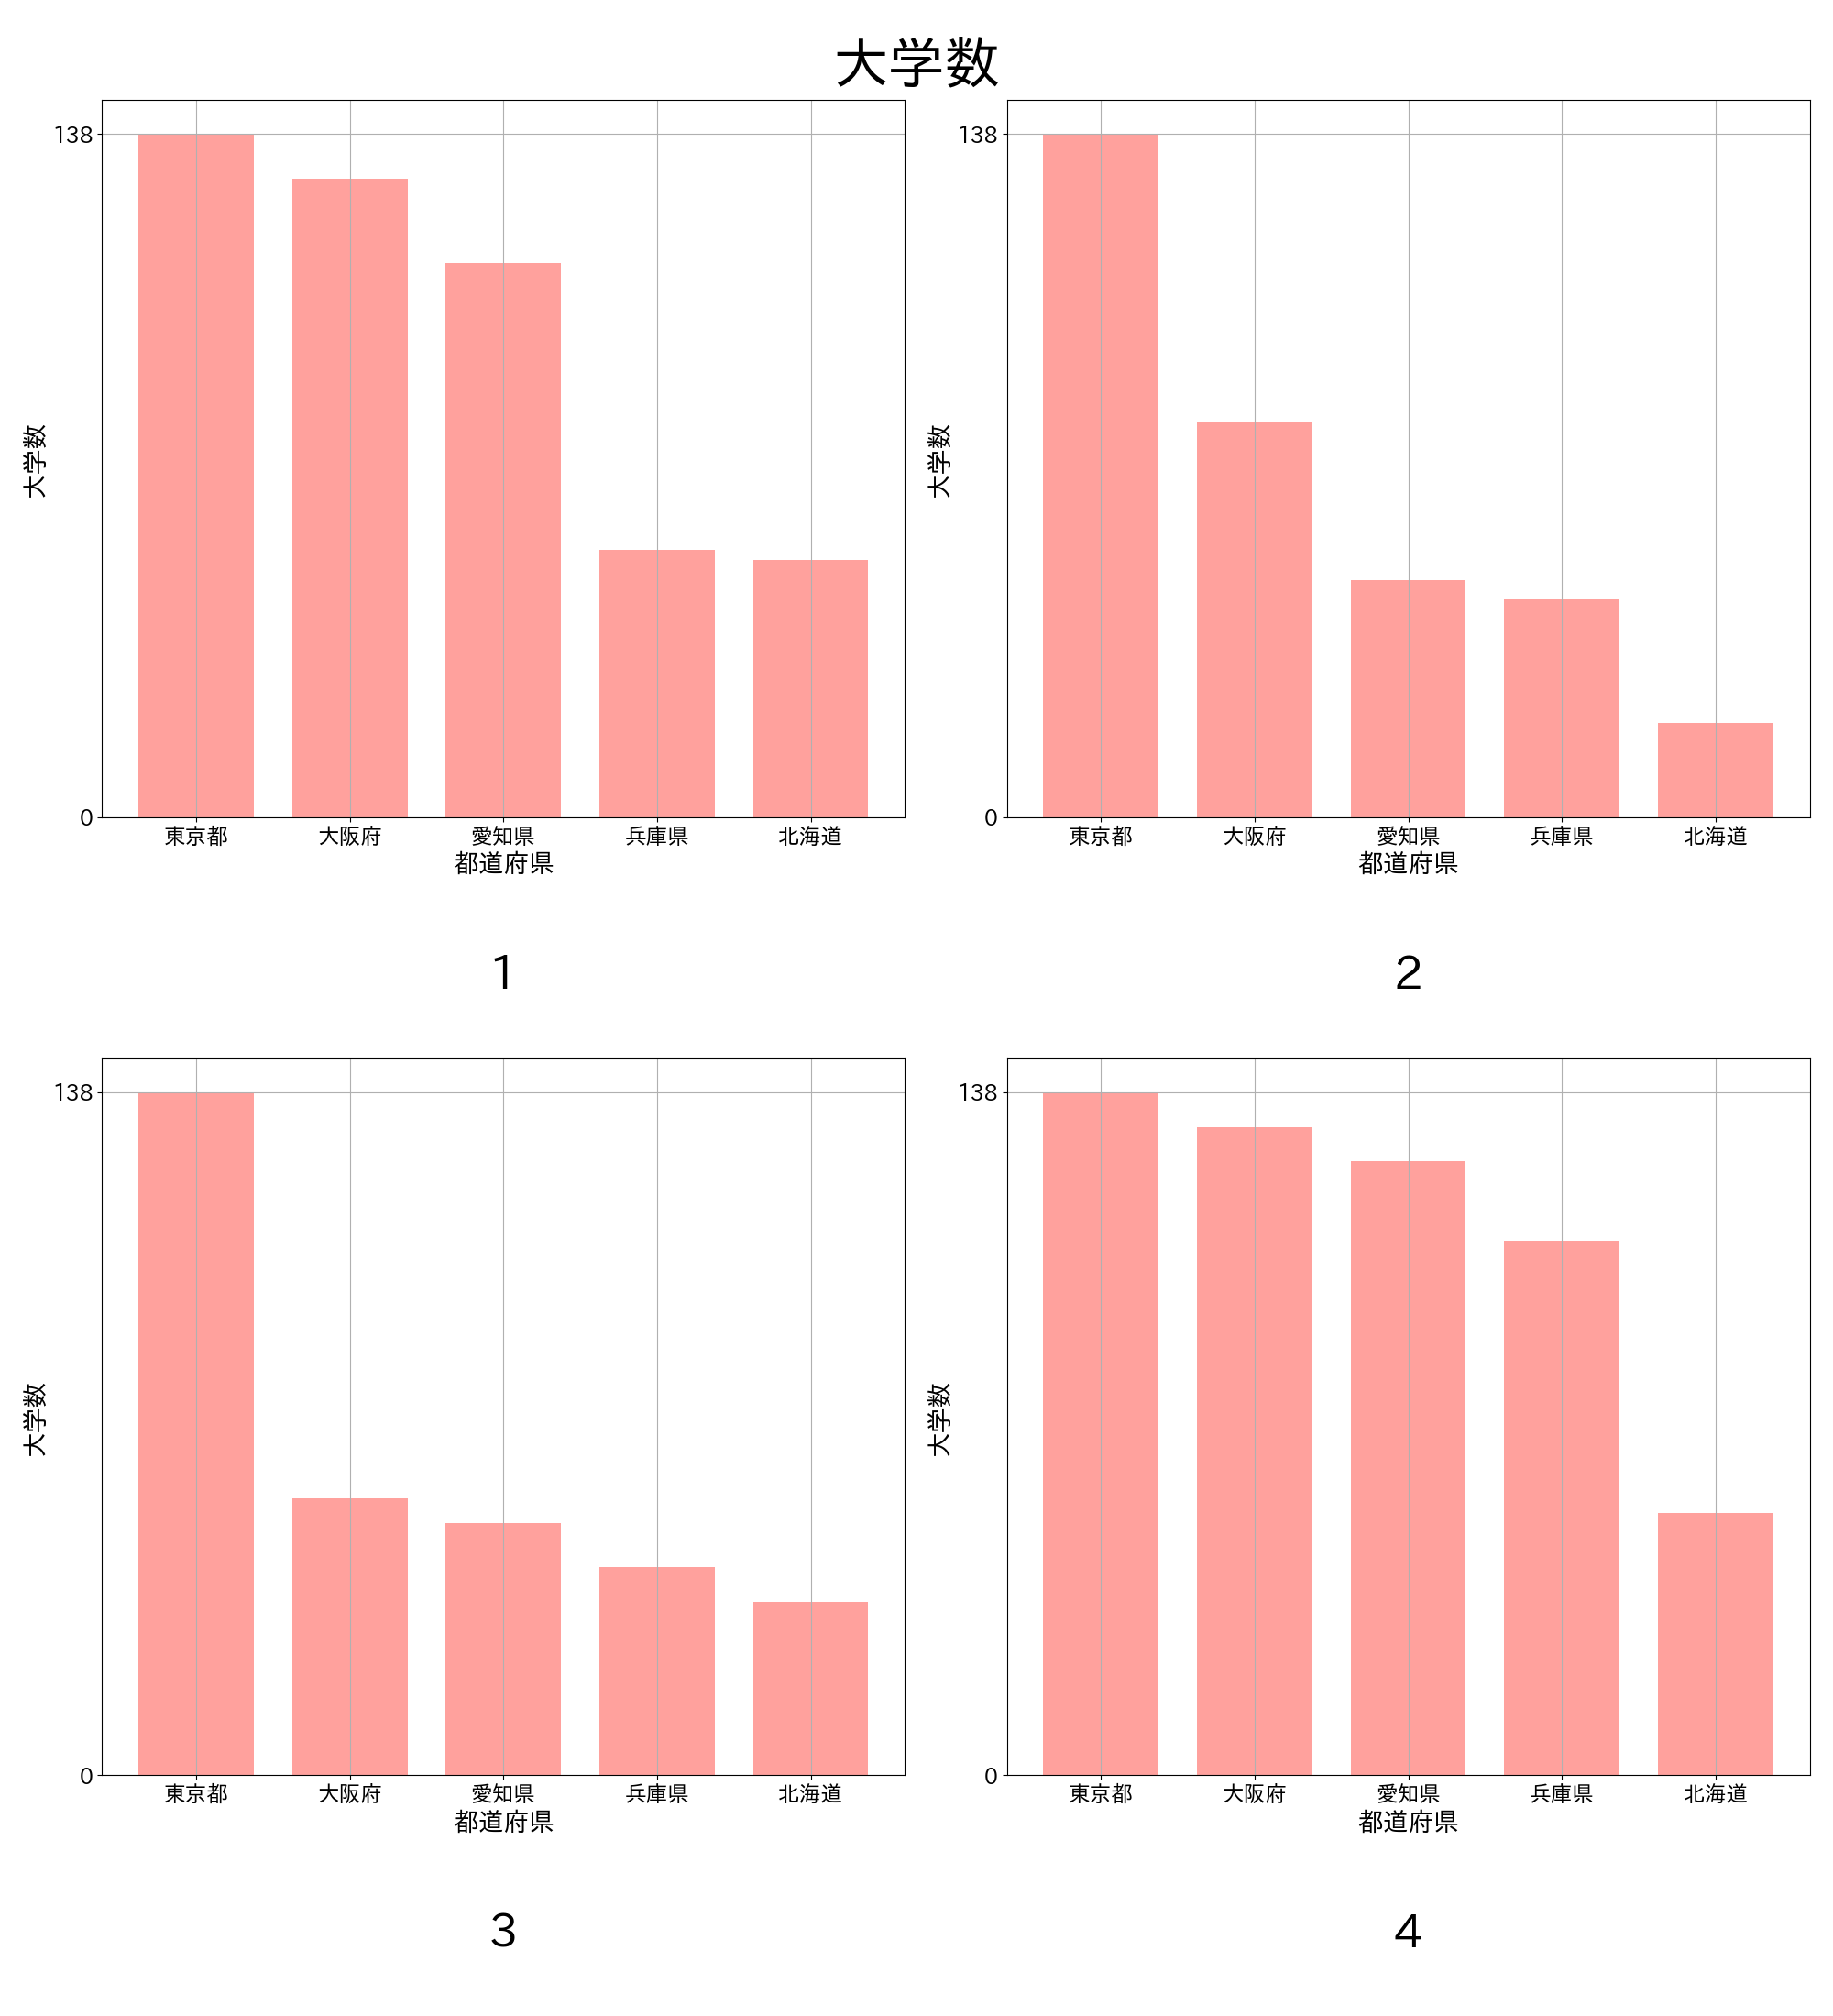 大学数
138
0
大学数
東京都 大阪府 愛知県 兵庫県 北海道
都道府県
1
138
0
大学数
東京都 大阪府 愛知県 兵庫県 北海道
都道府県
2
138
0
大学数
東京都 大阪府 愛知県 兵庫県 北海道
都道府県
3
138
0
大学数
東京都 大阪府 愛知県 兵庫県 北海道
都道府県
4